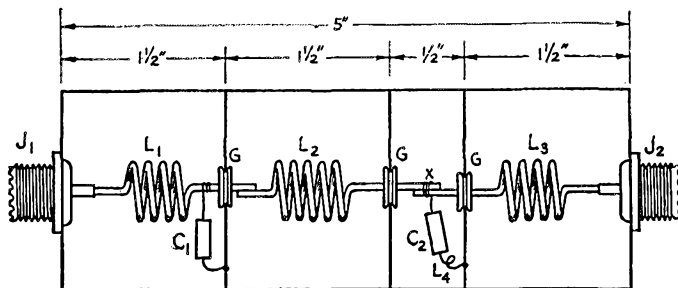 5"
1½" 1½" ½" 1½"
J₁ L₁ G L₂ G X G L₃ J₂
C₁ C₂
L₄